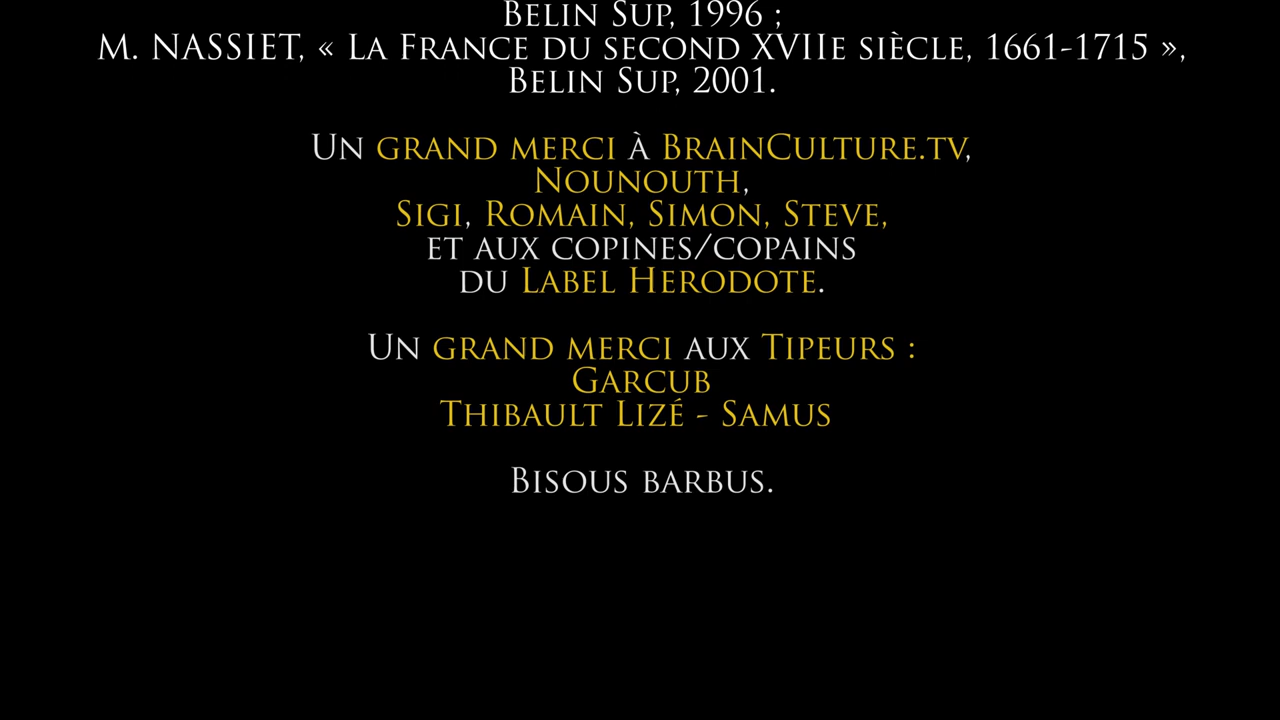 Belin Sup, 1996 ;
M. NASSIET, « La France du second XVIIe siècle, 1661-1715 »,
Belin Sup, 2001.
Un grand merci à BrainCulture.tv,
Nounouth,
Sigi, Romain, Simon, Steve,
et aux copines/copains
du Label Herodote.
Un grand merci aux Tipeurs :
Garcub
Thibault Lizé - Samus
Bisous barbus.